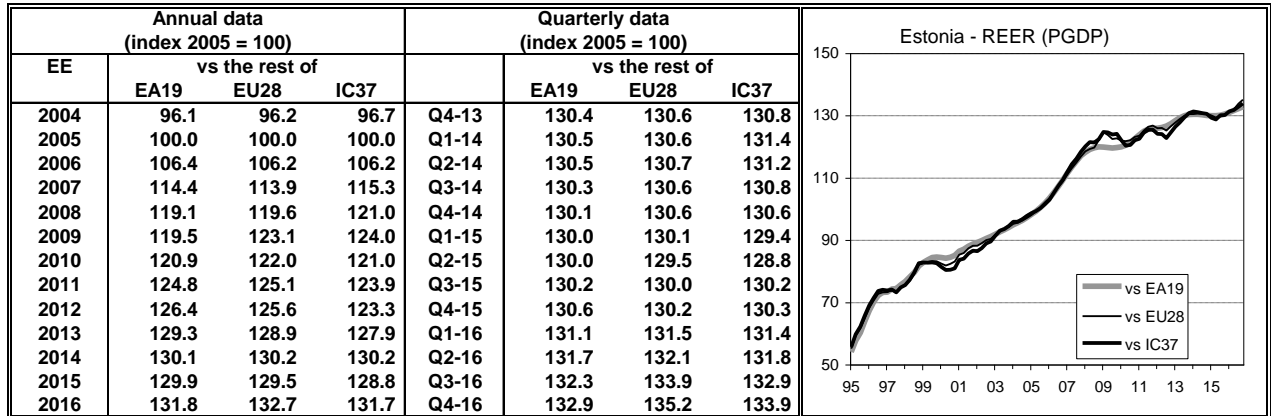 Annual data
(index 2005 = 100)
EE vs the rest of
EA19 EU28 IC37
2004 96.1 96.2 96.7
2005 100.0 100.0 100.0
2006 106.4 106.2 106.2
2007 114.4 113.9 115.3
2008 119.1 119.6 121.0
2009 119.5 123.1 124.0
2010 120.9 122.0 121.0
2011 124.8 125.1 123.9
2012 126.4 125.6 123.3
2013 129.3 128.9 127.9
2014 130.1 130.2 130.2
2015 129.9 129.5 128.8
2016 131.8 132.7 131.7
Quarterly data
(index 2005 = 100)
vs the rest of
EA19 EU28 IC37
Q4-13 130.4 130.6 130.8
Q1-14 130.5 130.6 131.4
Q2-14 130.5 130.7 131.2
Q3-14 130.3 130.6 130.8
Q4-14 130.1 130.6 130.6
Q1-15 130.0 130.1 129.4
Q2-15 130.0 129.5 128.8
Q3-15 130.2 130.0 130.2
Q4-15 130.6 130.2 130.3
Q1-16 131.1 131.5 131.4
Q2-16 131.7 132.1 131.8
Q3-16 132.3 133.9 132.9
Q4-16 132.9 135.2 133.9
Estonia - REER (PGDP)
150
130
110
90
70
50
95 97 99 01 03 05 07 09 11 13 15
vs EA19
vs EU28
vs IC37